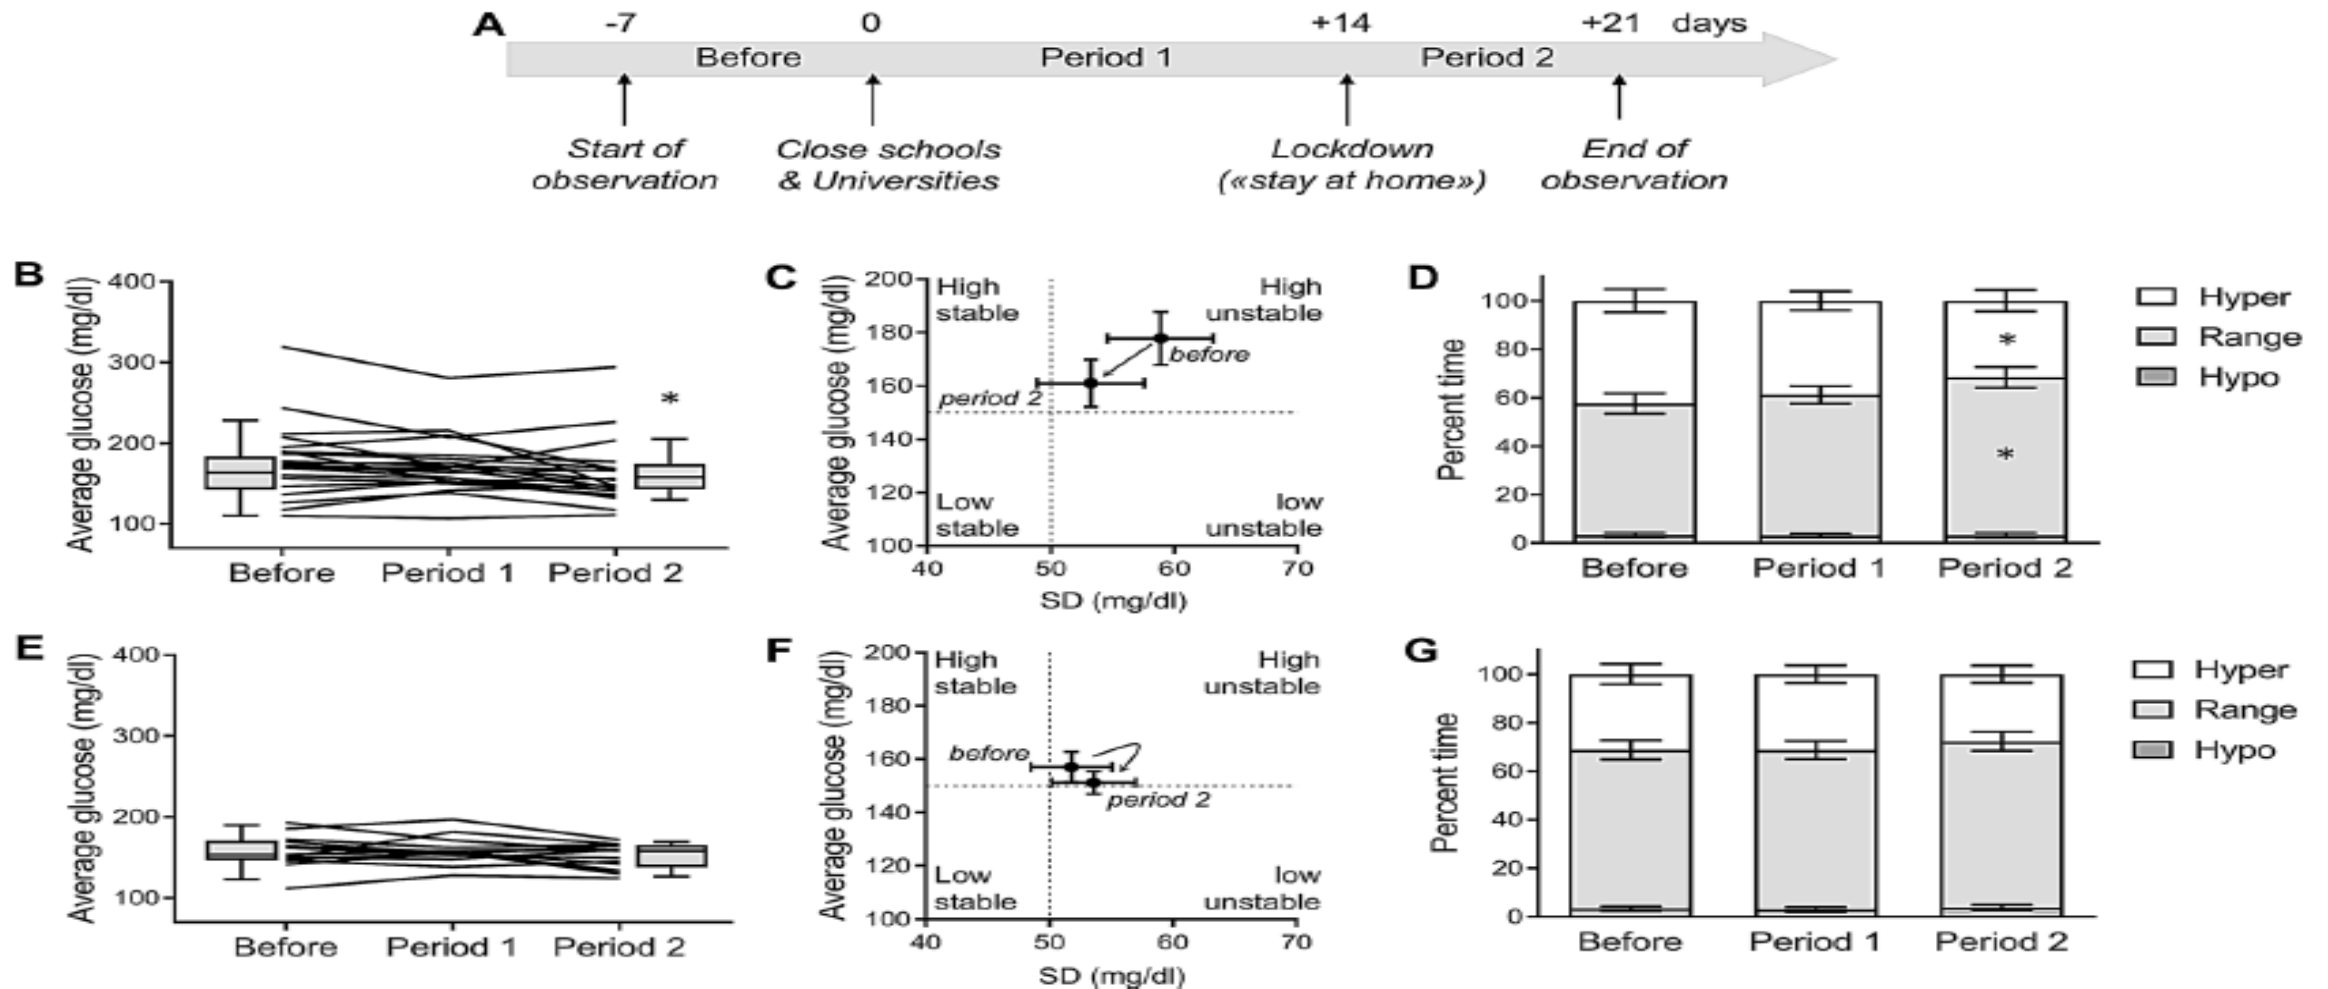 A
-7 0 +14 +21 days
Before Period 1 Period 2
Start of observation
Close schools & Universities
Lockdown («stay at home»)
End of observation
B
Average glucose (mg/dl)
400
300
200
100
*
Before Period 1 Period 2
C
Average glucose (mg/dl)
200
180
160
140
120
100
High stable
High unstable
before
period 2
Low stable
low unstable
40 50 60 70
SD (mg/dl)
D
Percent time
100
80
60
40
20
0
*
*
Before Period 1 Period 2
Hyper
Range
Hypo
E
Average glucose (mg/dl)
400
300
200
100
Before Period 1 Period 2
F
Average glucose (mg/dl)
200
180
160
140
120
100
High stable
High unstable
before
period 2
Low stable
low unstable
40 50 60 70
SD (mg/dl)
G
Percent time
100
80
60
40
20
0
Before Period 1 Period 2
Hyper
Range
Hypo